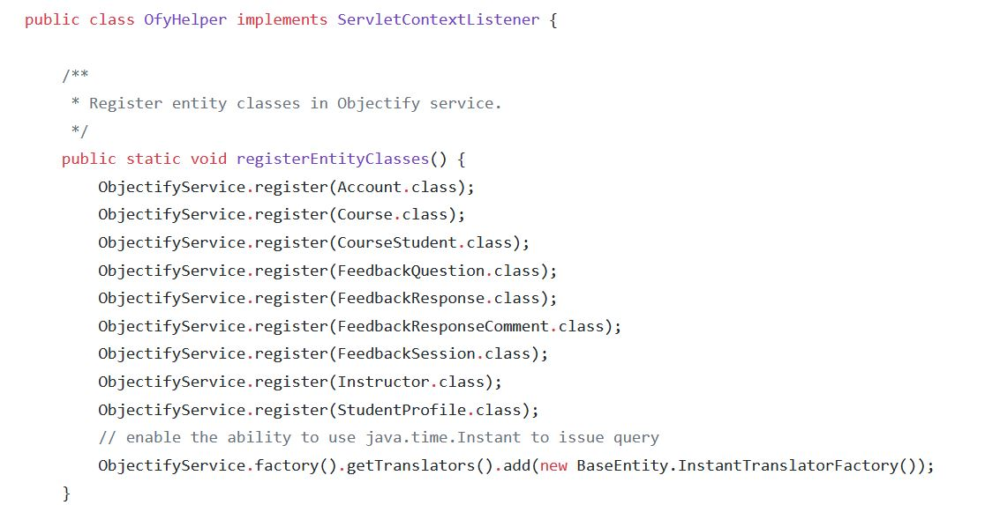 public class OfyHelper implements ServletContextListener {
/**
* Register entity classes in Objectify service.
*/
public static void registerEntityClasses() {
ObjectifyService.register(Account.class);
ObjectifyService.register(Course.class);
ObjectifyService.register(CourseStudent.class);
ObjectifyService.register(FeedbackQuestion.class);
ObjectifyService.register(FeedbackResponse.class);
ObjectifyService.register(FeedbackResponseComment.class);
ObjectifyService.register(FeedbackSession.class);
ObjectifyService.register(Instructor.class);
ObjectifyService.register(StudentProfile.class);
// enable the ability to use java.time.Instant to issue query
ObjectifyService.factory().getTranslators().add(new BaseEntity.InstantTranslatorFactory());
}